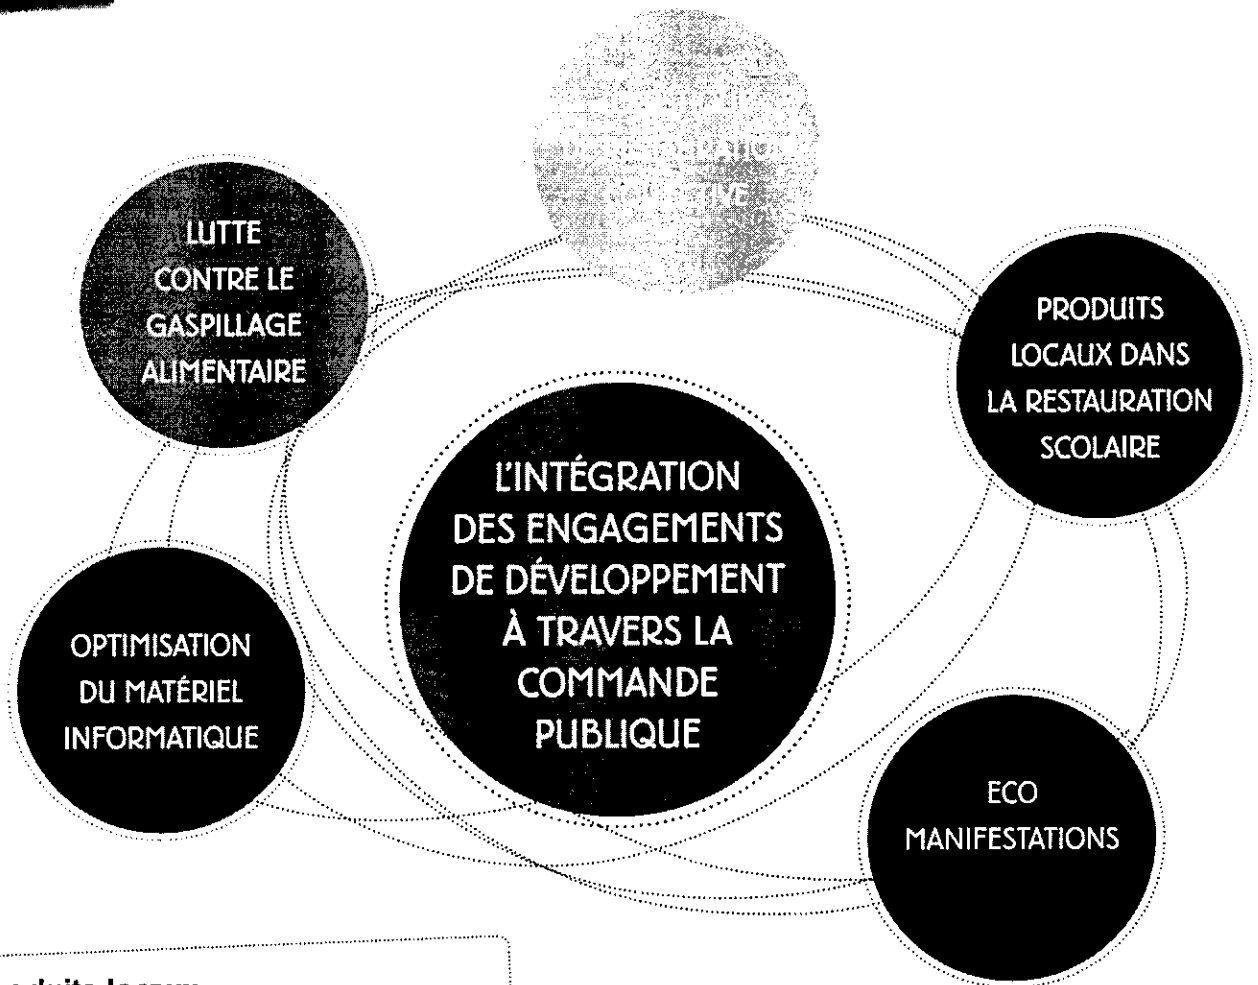 LUTTE
CONTRE LE
GASPILLAGE
ALIMENTAIRE
PRODUITS
LOCAUX DANS
LA RESTAURATION
SCOLAIRE
L'INTÉGRATION
DES ENGAGEMENTS
DE DÉVELOPPEMENT
À TRAVERS LA
COMMANDE
PUBLIQUE
OPTIMISATION
DU MATÉRIEL
INFORMATIQUE
ECO
MANIFESTATIONS